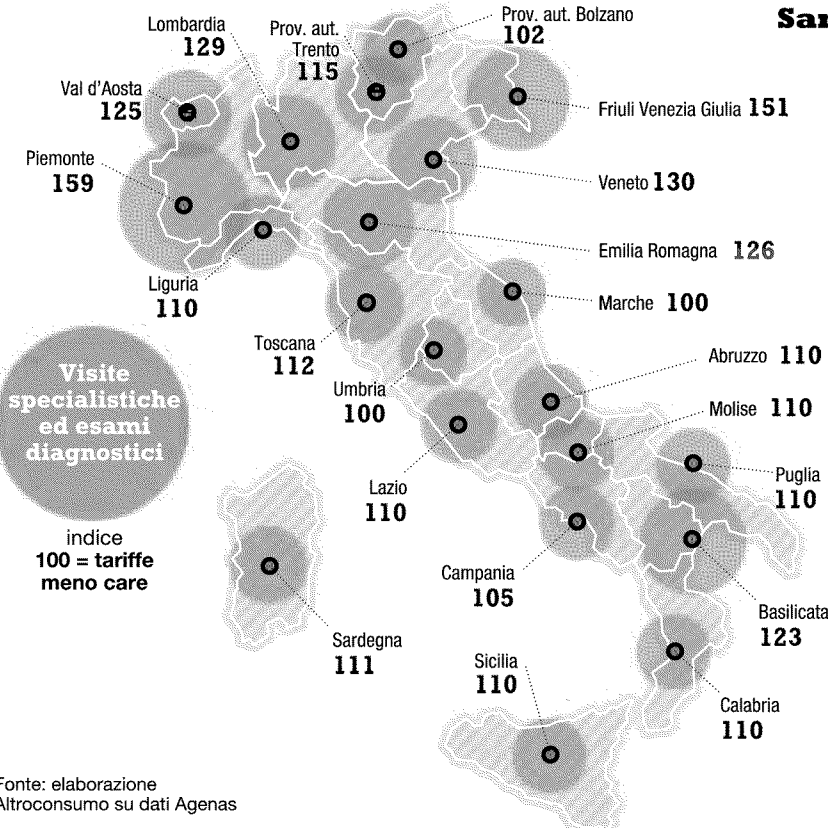 San
Lombardia
129
Prov. aut.
Trento
115
Prov. aut. Bolzano
102
Val d'Aosta
125
Friuli Venezia Giulia 151
Piemonte
159
Veneto 130
Emilia Romagna 126
Liguria
110
Marche 100
Toscana
112
Abruzzo 110
Umbria
100
Molise 110
Visite
specialistiche
ed esami
diagnostici
Lazio
110
Puglia
110
indice
100 = tariffe
meno care
Campania
105
Basilicata
123
Sardegna
111
Sicilia
110
Calabria
110
Fonte: elaborazione
Altroconsumo su dati Agenas